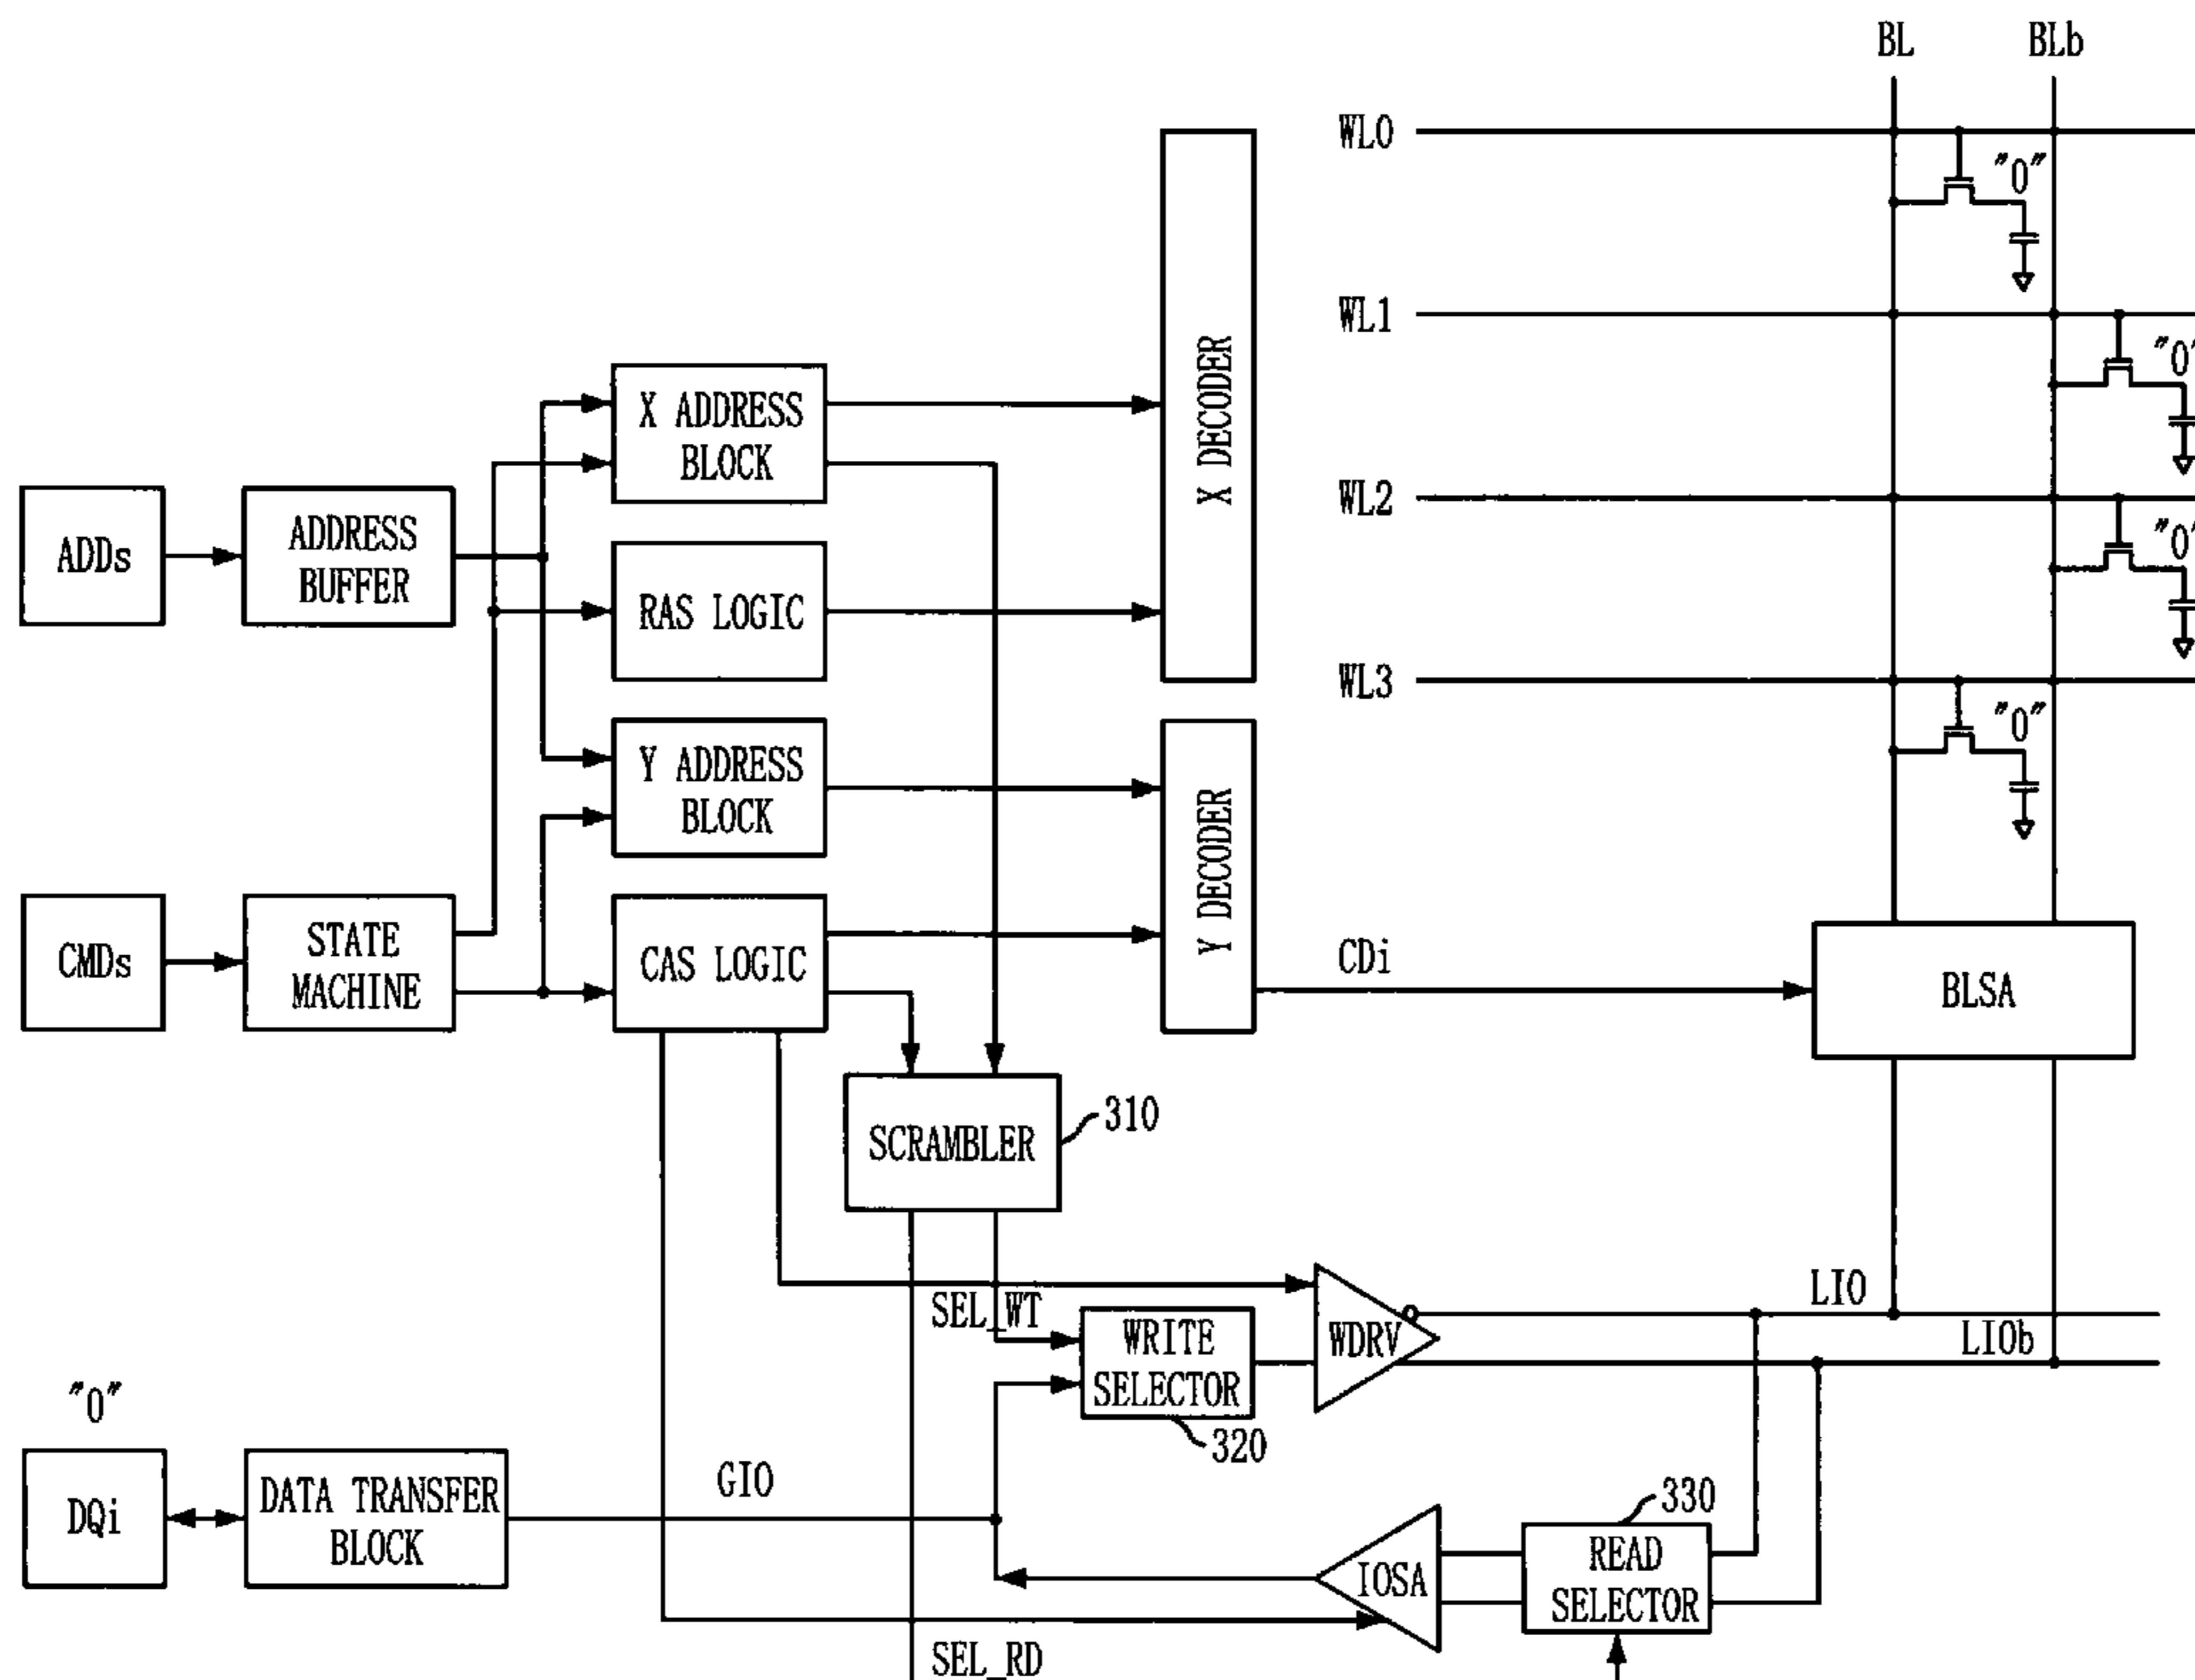 BL
BLb
WL0
"0"
WL1
"0"
X ADDRESS
BLOCK
X DECODER
WL2
"0"
ADDs
ADDRESS
BUFFER
RAS LOGIC
WL3
"0"
Y ADDRESS
BLOCK
Y DECODER
CMDs
STATE
MACHINE
CAS LOGIC
CDi
BLSA
SCRAMBLER
310
SEL_WT
WRITE
SELECTOR
320
WDRV
LIO
LIOb
"0"
DQi
DATA TRANSFER
BLOCK
GIO
IOSA
READ
SELECTOR
330
SEL_RD